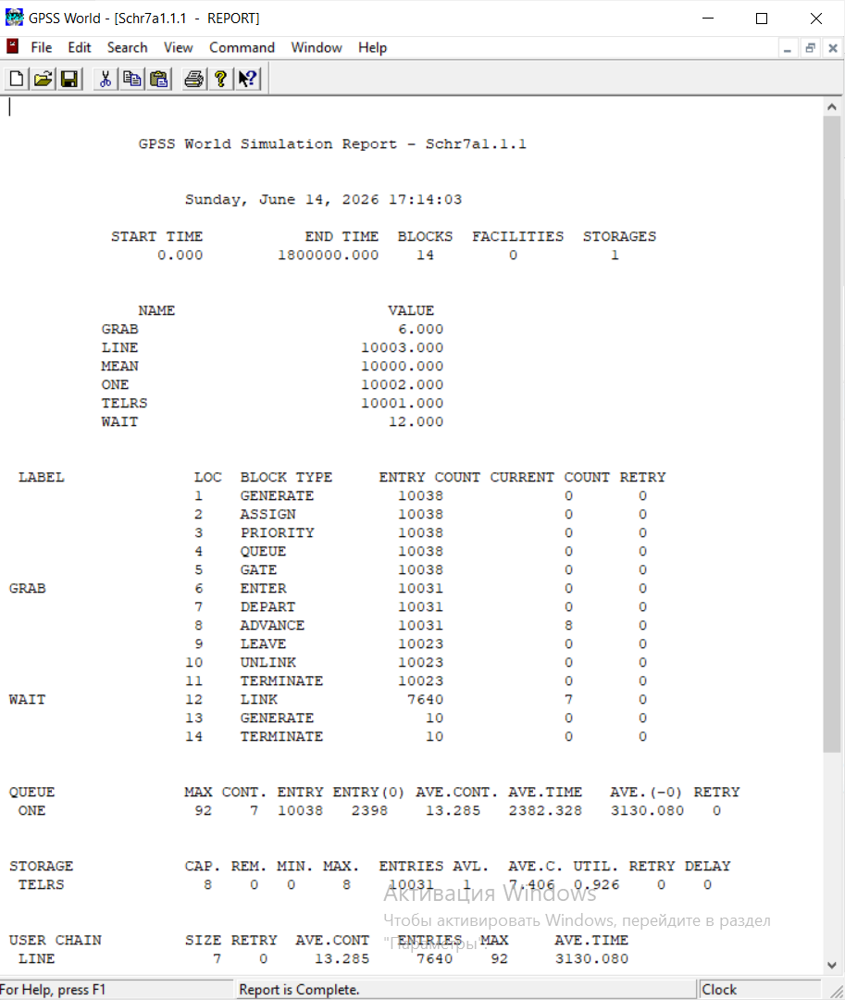 GPSS World - [Schr7a1.1.1 - REPORT]
File Edit Search View Command Window Help
GPSS World Simulation Report - Schr7a1.1.1
Sunday, June 14, 2026 17:14:03
START TIME END TIME BLOCKS FACILITIES STORAGES
0.000 1800000.000 14 0 1
NAME VALUE
GRAB 6.000
LINE 10003.000
MEAN 10000.000
ONE 10002.000
TELRS 10001.000
WAIT 12.000
LABEL LOC BLOCK TYPE ENTRY COUNT CURRENT COUNT RETRY
1 GENERATE 10038 0 0
2 ASSIGN 10038 0 0
3 PRIORITY 10038 0 0
4 QUEUE 10038 0 0
5 GATE 10038 0 0
GRAB 6 ENTER 10031 0 0
7 DEPART 10031 0 0
8 ADVANCE 10031 8 0
9 LEAVE 10023 0 0
10 UNLINK 10023 0 0
11 TERMINATE 10023 0 0
WAIT 12 LINK 7640 7 0
13 GENERATE 10 0 0
14 TERMINATE 10 0 0
QUEUE MAX CONT. ENTRY ENTRY(0) AVE.CONT. AVE.TIME AVE.(-0) RETRY
ONE 92 7 10038 2398 13.285 2382.328 3130.080 0
STORAGE CAP. REM. MIN. MAX. ENTRIES AVL. AVE.C. UTIL. RETRY DELAY
TELRS 8 0 0 8 10031 1 7.406 0.926 0 0
Активация Windows
Чтобы активировать Windows, перейдите в раздел
"Параметры".
USER CHAIN SIZE RETRY AVE.CONT ENTRIES MAX AVE.TIME
LINE 7 0 13.285 7640 92 3130.080
For Help, press F1 Report is Complete. Clock